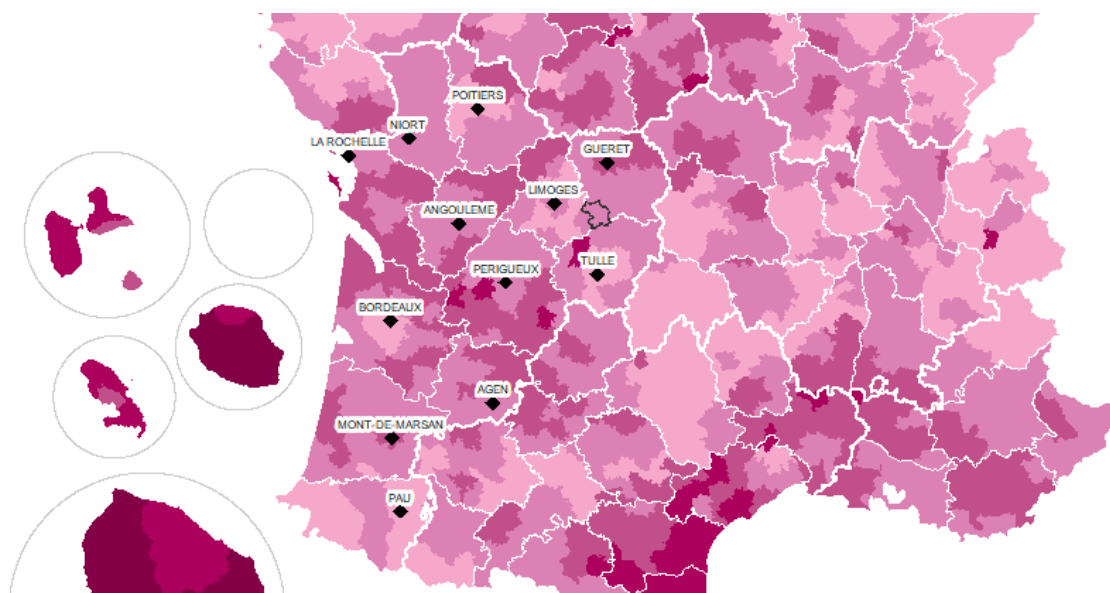 POITIERS
NIORT
LA ROCHELLE
GUERET
LIMOGES
ANGOULEME
PERIGUEUX
TULLE
BORDEAUX
AGEN
MONT-DE-MARSAN
PAU